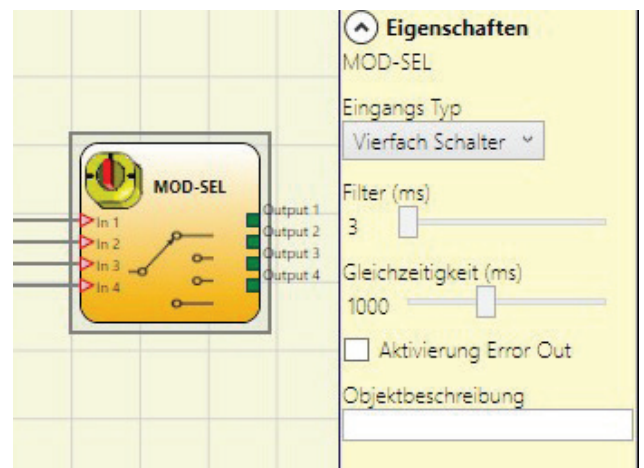 MOD-SEL
In 1
In 2
In 3
In 4
Output 1
Output 2
Output 3
Output 4
Eigenschaften
MOD-SEL
Eingangs Typ
Vierfach Schalter
Filter (ms)
3
Gleichzeitigkeit (ms)
1000
Aktivierung Error Out
Objektbeschreibung